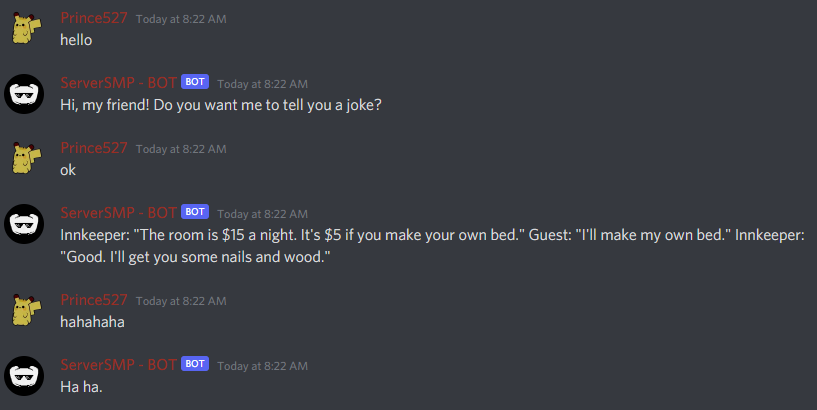 Prince527 Today at 8:22 AM
hello
ServerSMP - BOT BOT Today at 8:22 AM
Hi, my friend! Do you want me to tell you a joke?
Prince527 Today at 8:22 AM
ok
ServerSMP - BOT BOT Today at 8:22 AM
Innkeeper: "The room is $15 a night. It's $5 if you make your own bed." Guest: "I'll make my own bed." Innkeeper:
"Good. I'll get you some nails and wood."
Prince527 Today at 8:22 AM
hahahaha
ServerSMP - BOT BOT Today at 8:22 AM
Ha ha.